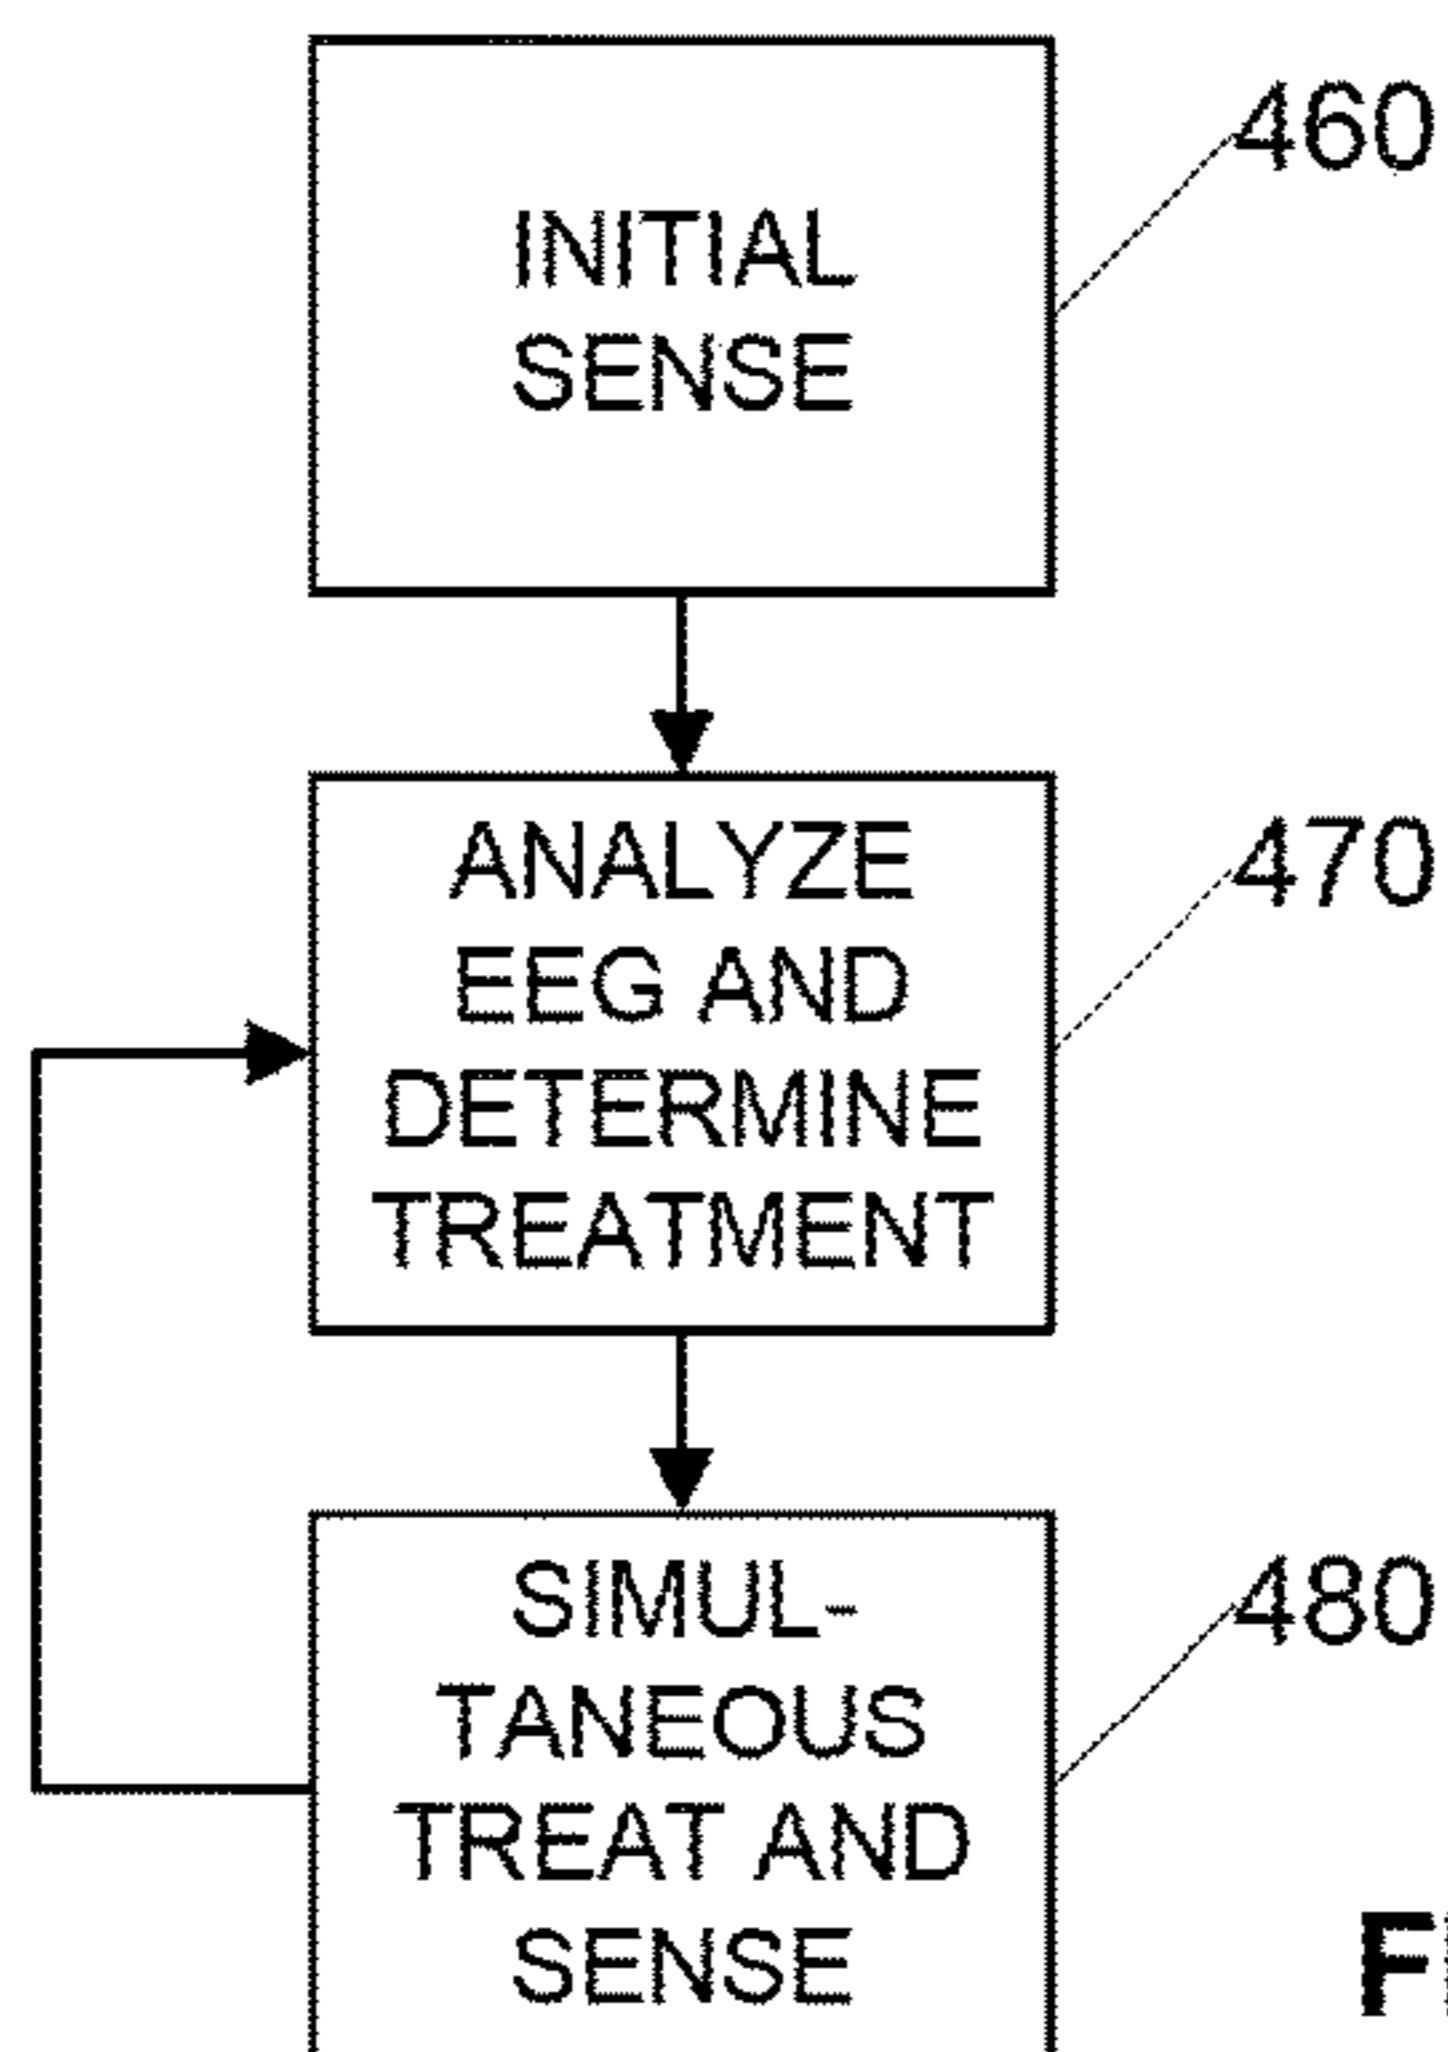 460
INITIAL
SENSE
470
ANALYZE
EEG AND
DETERMINE
TREATMENT
480
SIMUL-
TANEOUS
TREAT AND
SENSE